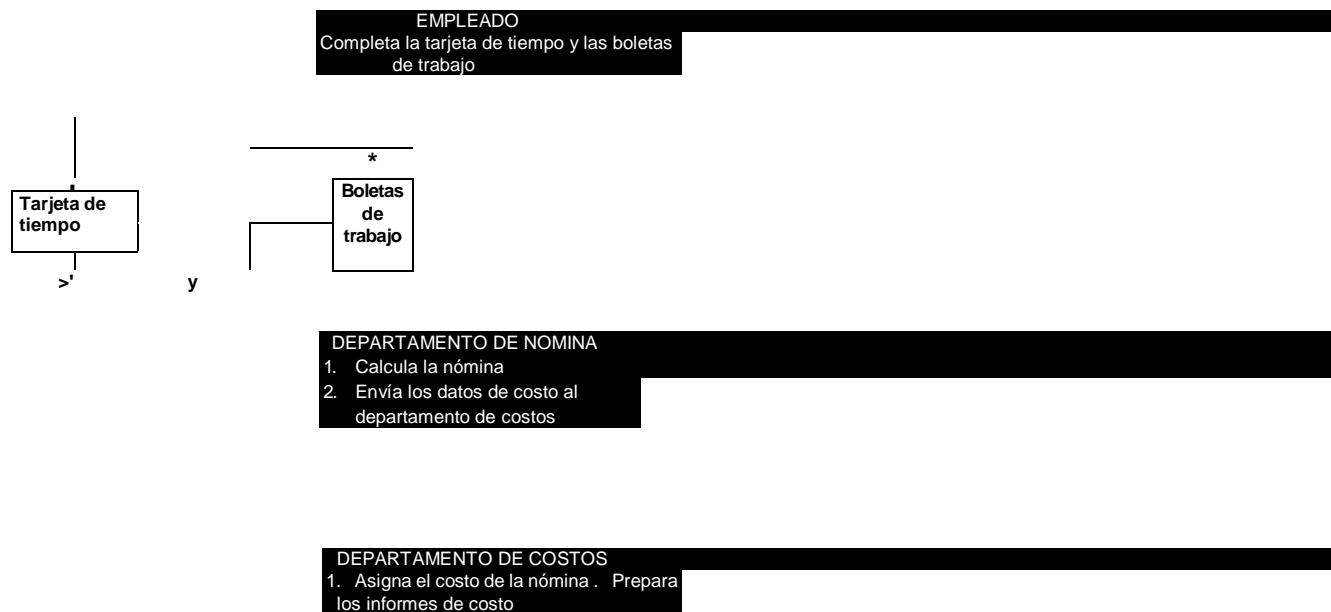 EMPLEADO
Completa la tarjeta de tiempo y las boletas
de trabajo
*
Tarjeta de
tiempo
Boletas
de
trabajo
>' y
DEPARTAMENTO DE NOMINA
1. Calcula la nómina
2. Envía los datos de costo al
departamento de costos
DEPARTAMENTO DE COSTOS
1. Asigna el costo de la nómina . Prepara
los informes de costo